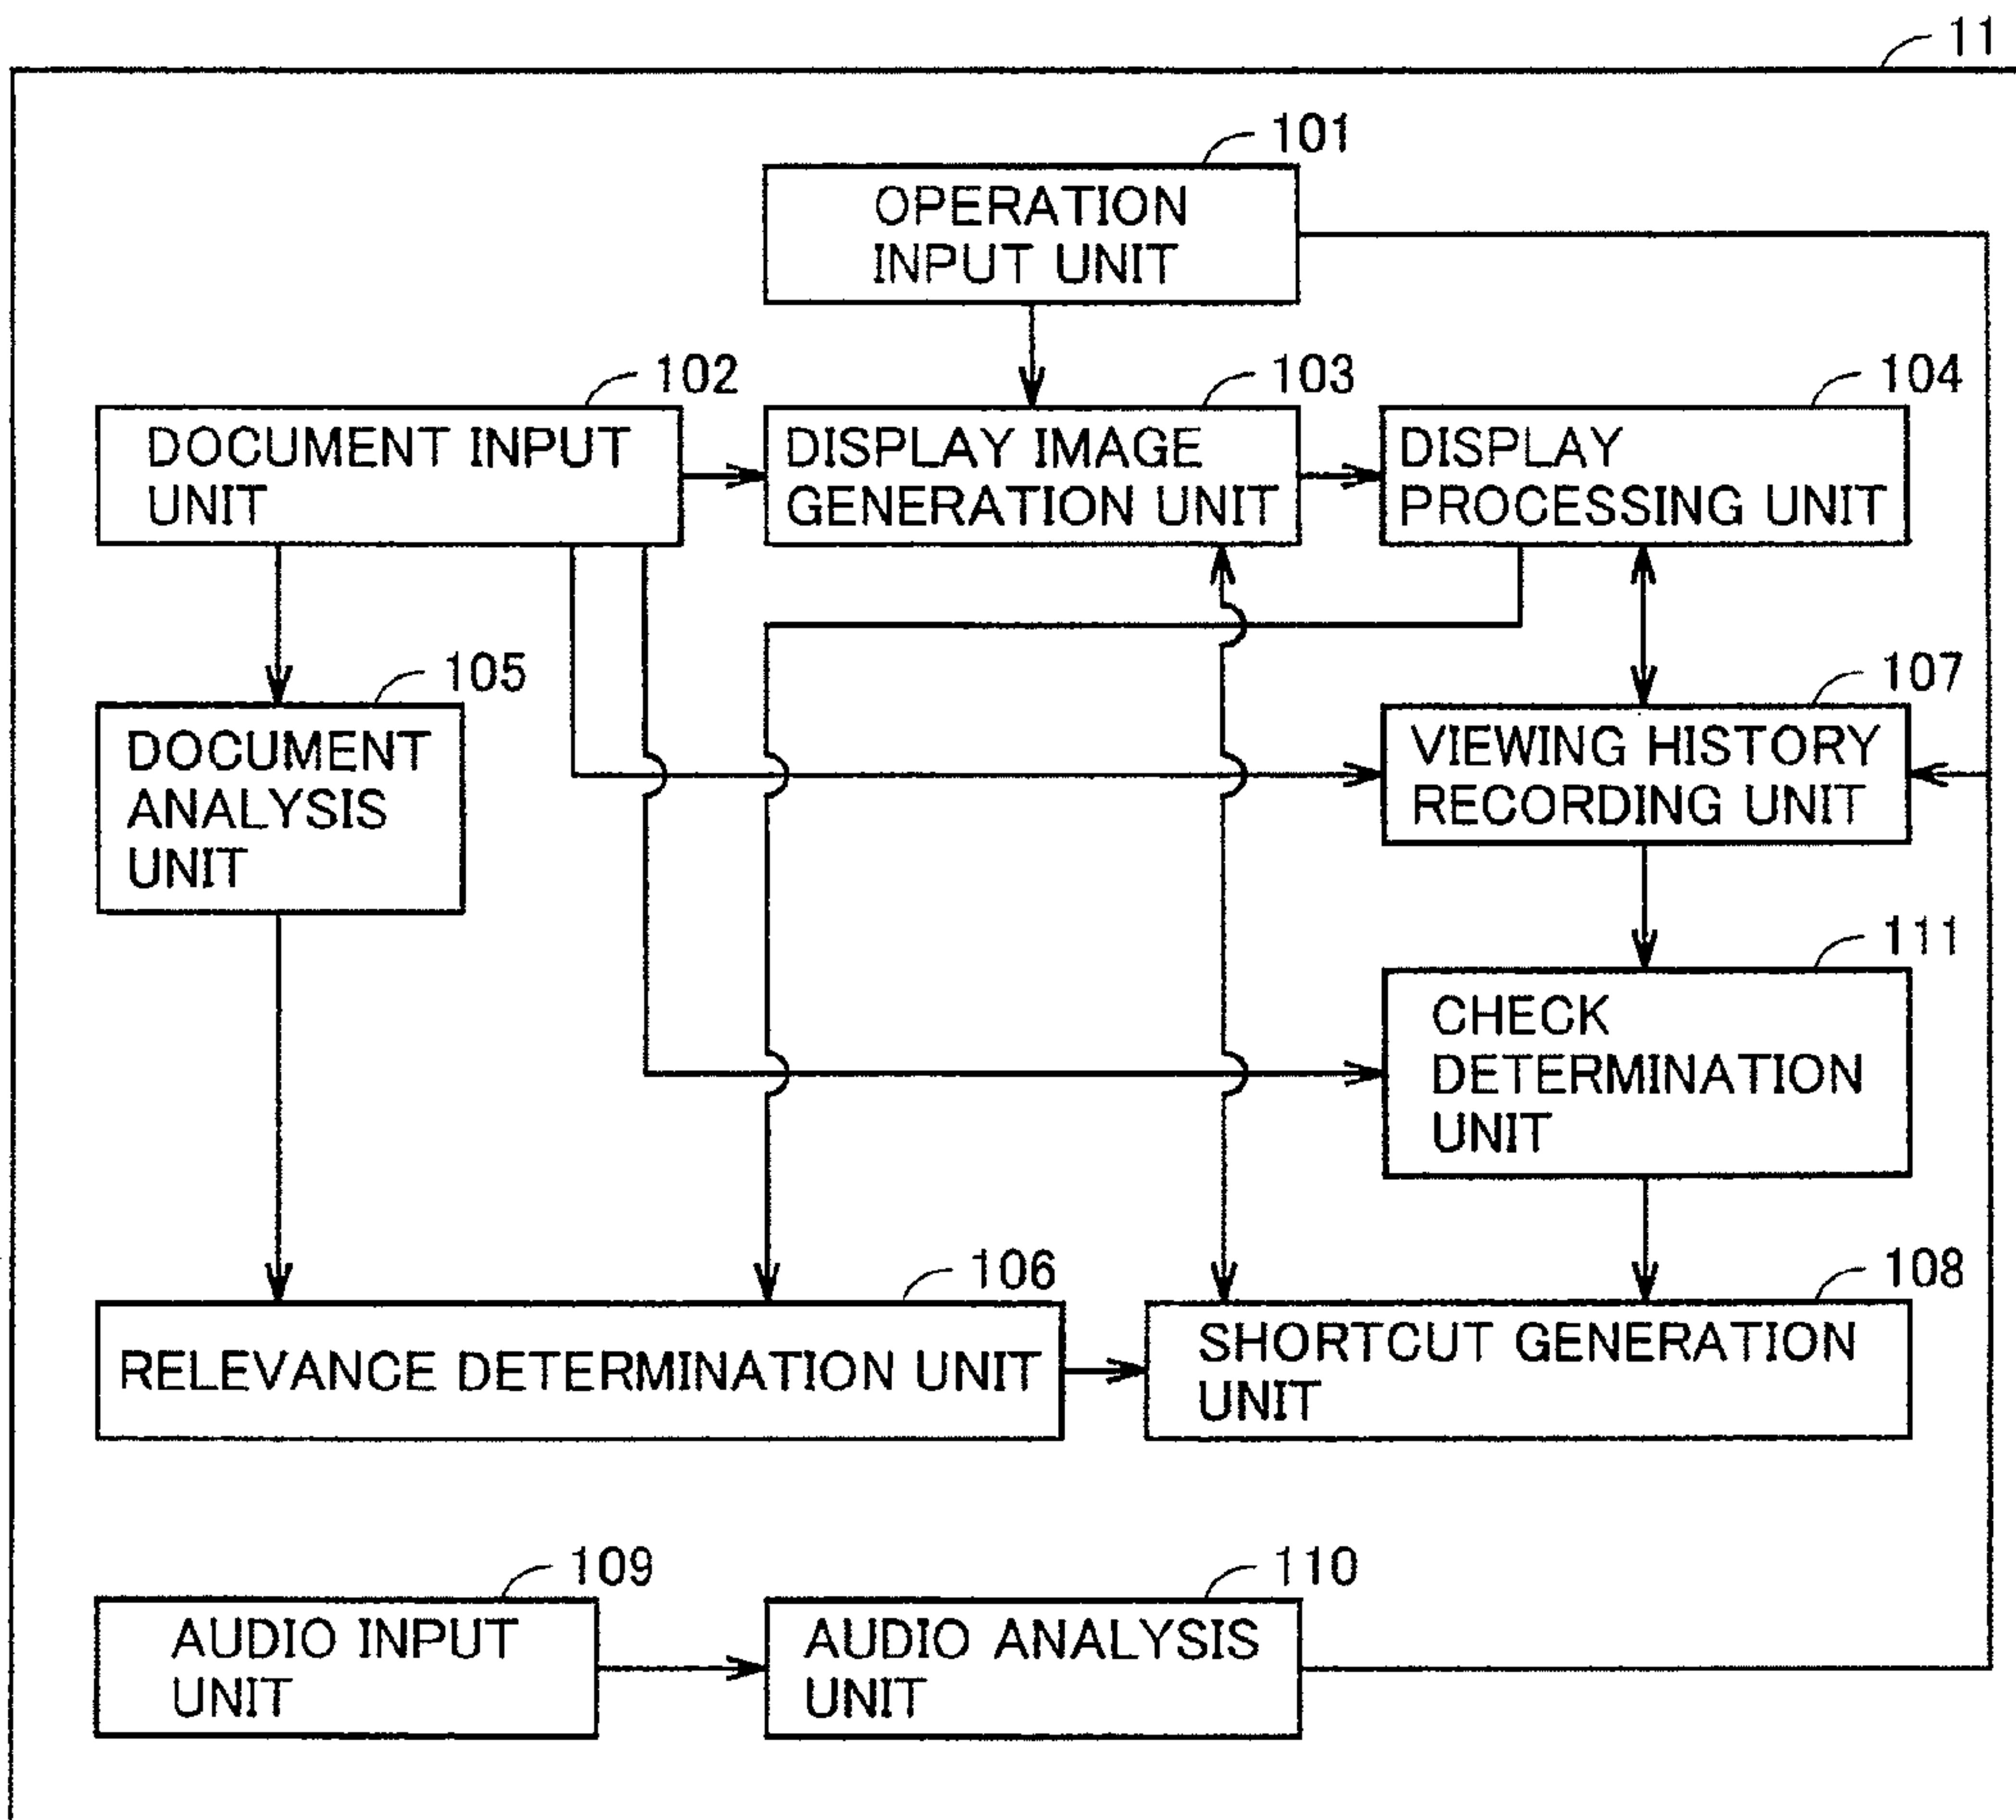 11
101
OPERATION
INPUT UNIT
102
DOCUMENT INPUT
UNIT
103
DISPLAY IMAGE
GENERATION UNIT
104
DISPLAY
PROCESSING UNIT
105
DOCUMENT
ANALYSIS
UNIT
107
VIEWING HISTORY
RECORDING UNIT
111
CHECK
DETERMINATION
UNIT
106
RELEVANCE DETERMINATION UNIT
108
SHORTCUT GENERATION
UNIT
109
AUDIO INPUT
UNIT
110
AUDIO ANALYSIS
UNIT